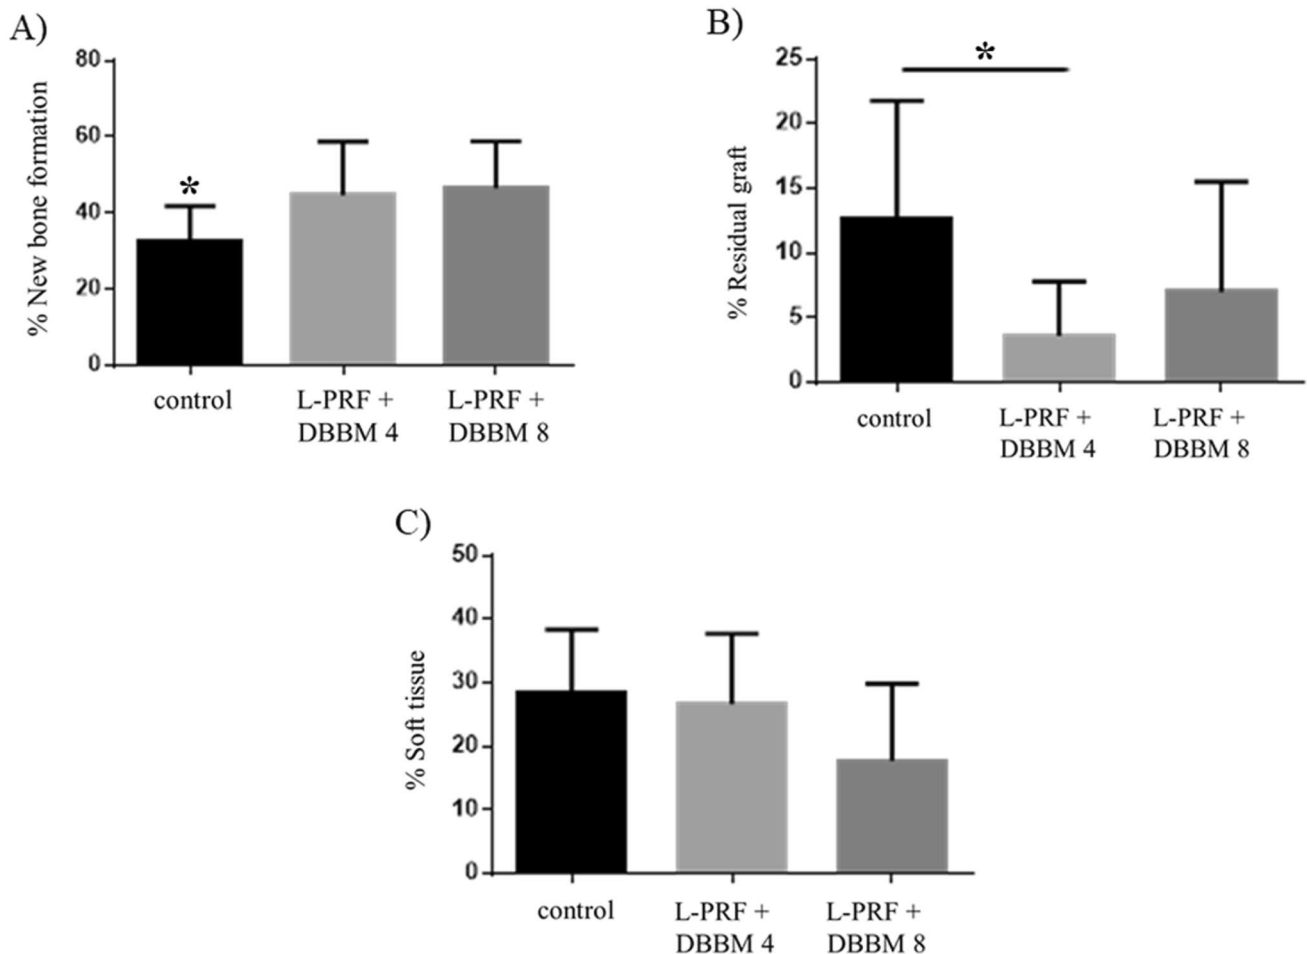 A)
% New bone formation
80
60
40
20
0
*
control
L-PRF +
DBBM 4
L-PRF +
DBBM 8
B)
% Residual graft
25
20
15
10
5
0
*
control
L-PRF +
DBBM 4
L-PRF +
DBBM 8
C)
% Soft tissue
50
40
30
20
10
0
control
L-PRF +
DBBM 4
L-PRF +
DBBM 8